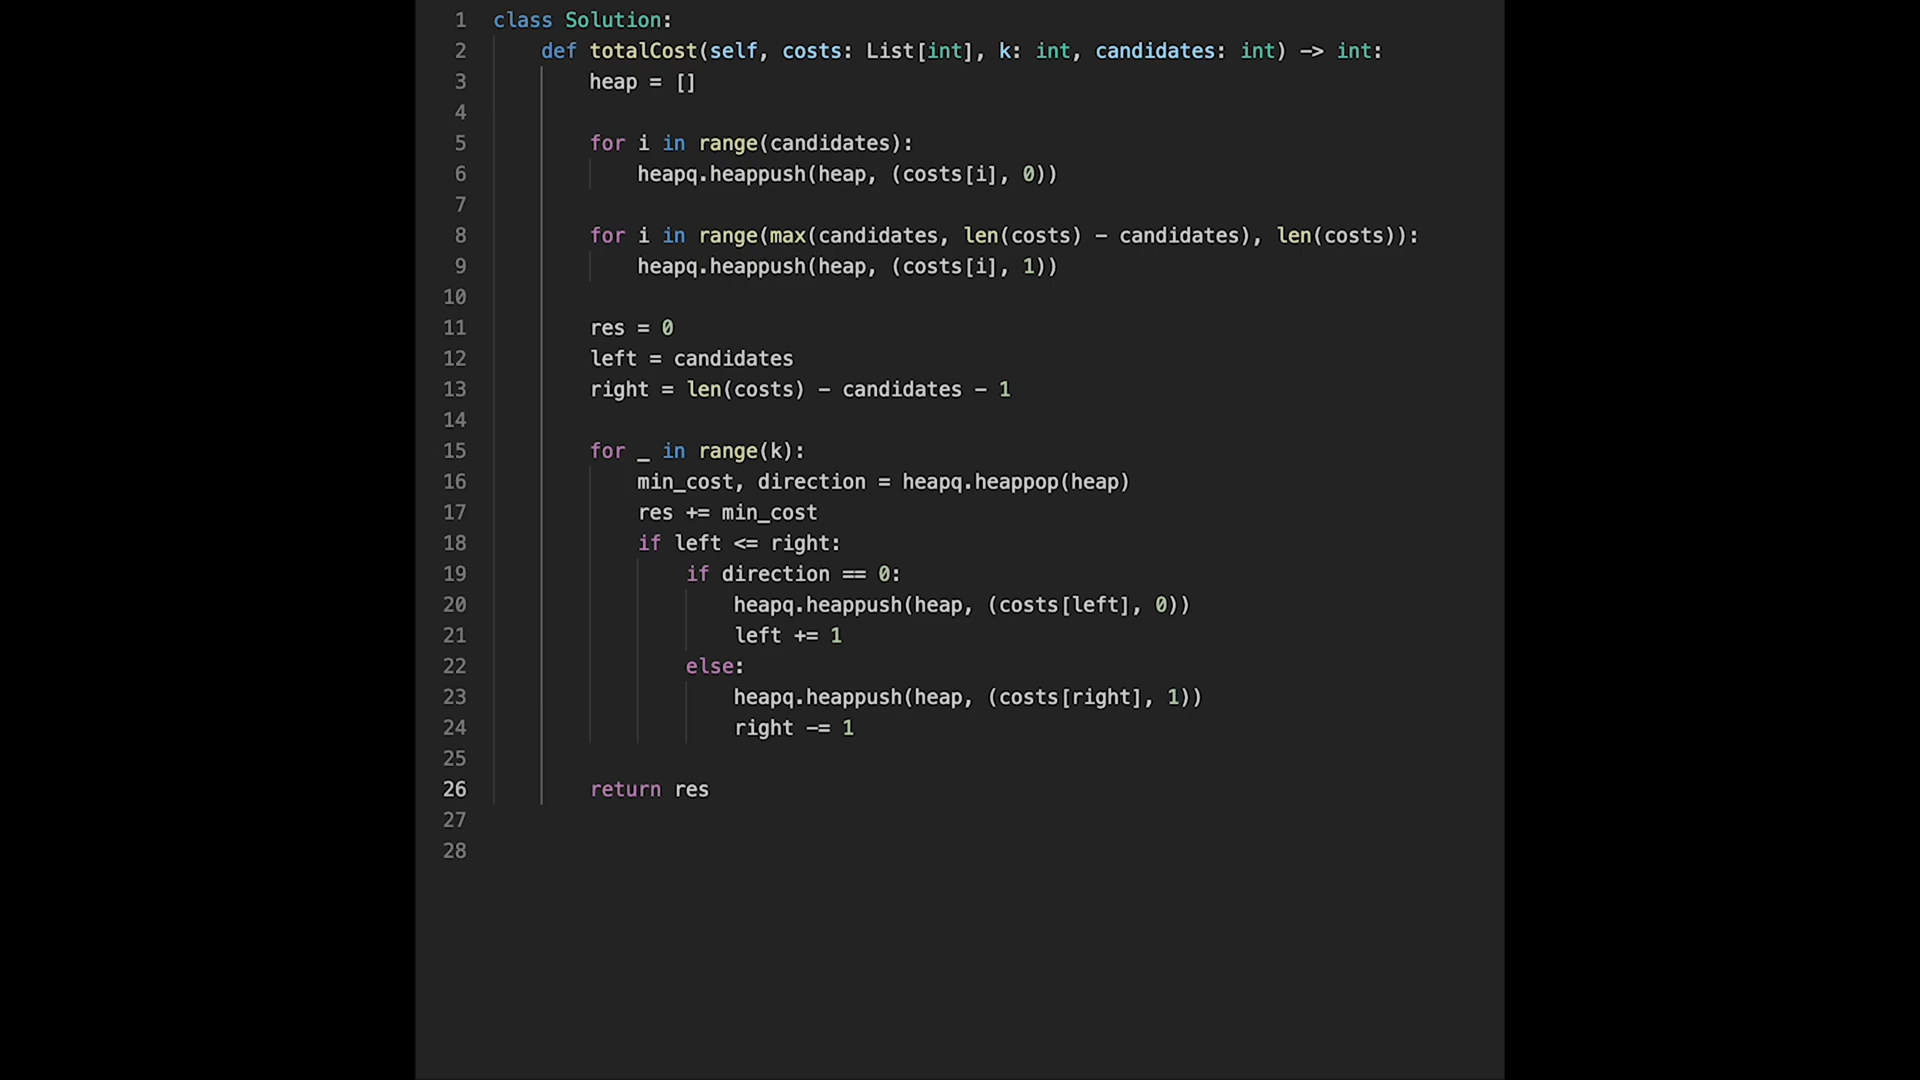 1 class Solution:
2 def totalCost(self, costs: List[int], k: int, candidates: int) -> int:
3 heap = []
4
5 for i in range(candidates):
6 heapq.heappush(heap, (costs[i], 0))
7
8 for i in range(max(candidates, len(costs) - candidates), len(costs)):
9 heapq.heappush(heap, (costs[i], 1))
10
11 res = 0
12 left = candidates
13 right = len(costs) - candidates - 1
14
15 for _ in range(k):
16 min_cost, direction = heapq.heappop(heap)
17 res += min_cost
18 if left <= right:
19 if direction == 0:
20 heapq.heappush(heap, (costs[left], 0))
21 left += 1
22 else:
23 heapq.heappush(heap, (costs[right], 1))
24 right -= 1
25
26 return res
27
28